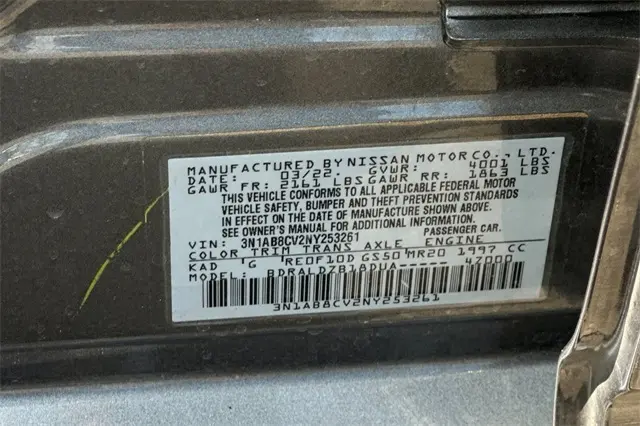 MANUFACTURED BY NISSAN MOTOR CO., LTD.
DATE: 03/22. GVWR: 4001 LBS
GAWR FR: 2161 LBS GAWR RR: 1863 LBS
THIS VEHICLE CONFORMS TO ALL APPLICABLE FEDERAL MOTOR
VEHICLE SAFETY, BUMPER AND THEFT PREVENTION STANDARDS
IN EFFECT ON THE DATE OF MANUFACTURE SHOWN ABOVE.
SEE OWNER'S MANUAL FOR ADDITIONAL INFORMATION
VIN: 3N1AB8CV2NY253261 PASSENGER CAR.
COLOR TRIM TRANS AXLE ENGINE
KAD G RE0F10D GS50 MR20 1997 CC
MODEL: BDRALDZB18DUA----- 47000
3N1AB8CV2NY253261